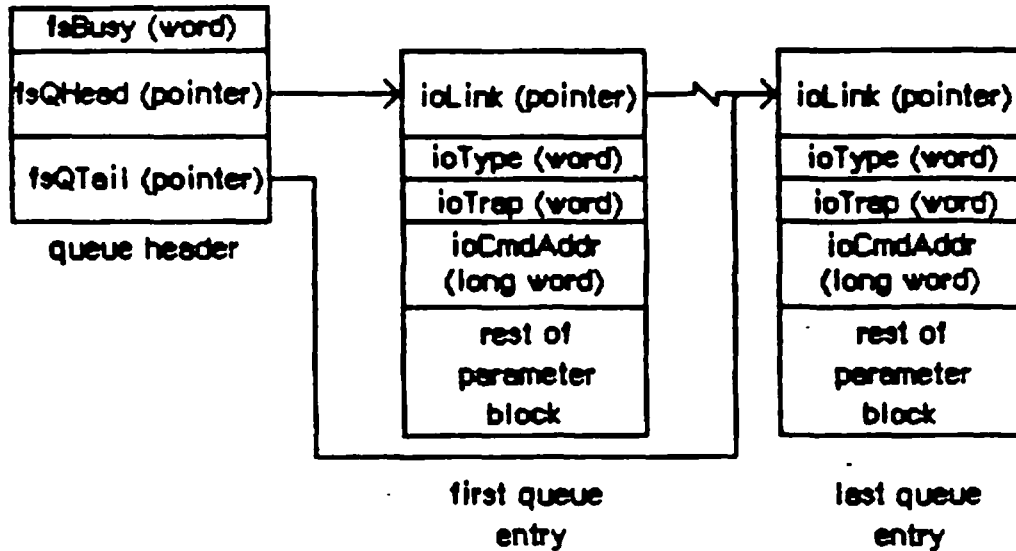 fsBusy (word)
fsQHead (pointer)
fsQTail (pointer)
queue header
ioLink (pointer)
ioType (word)
ioTrap (word)
ioCmdAddr
(long word)
rest of
parameter
block
first queue
entry
ioLink (pointer)
ioType (word)
ioTrap (word)
ioCmdAddr
(long word)
rest of
parameter
block
last queue
entry